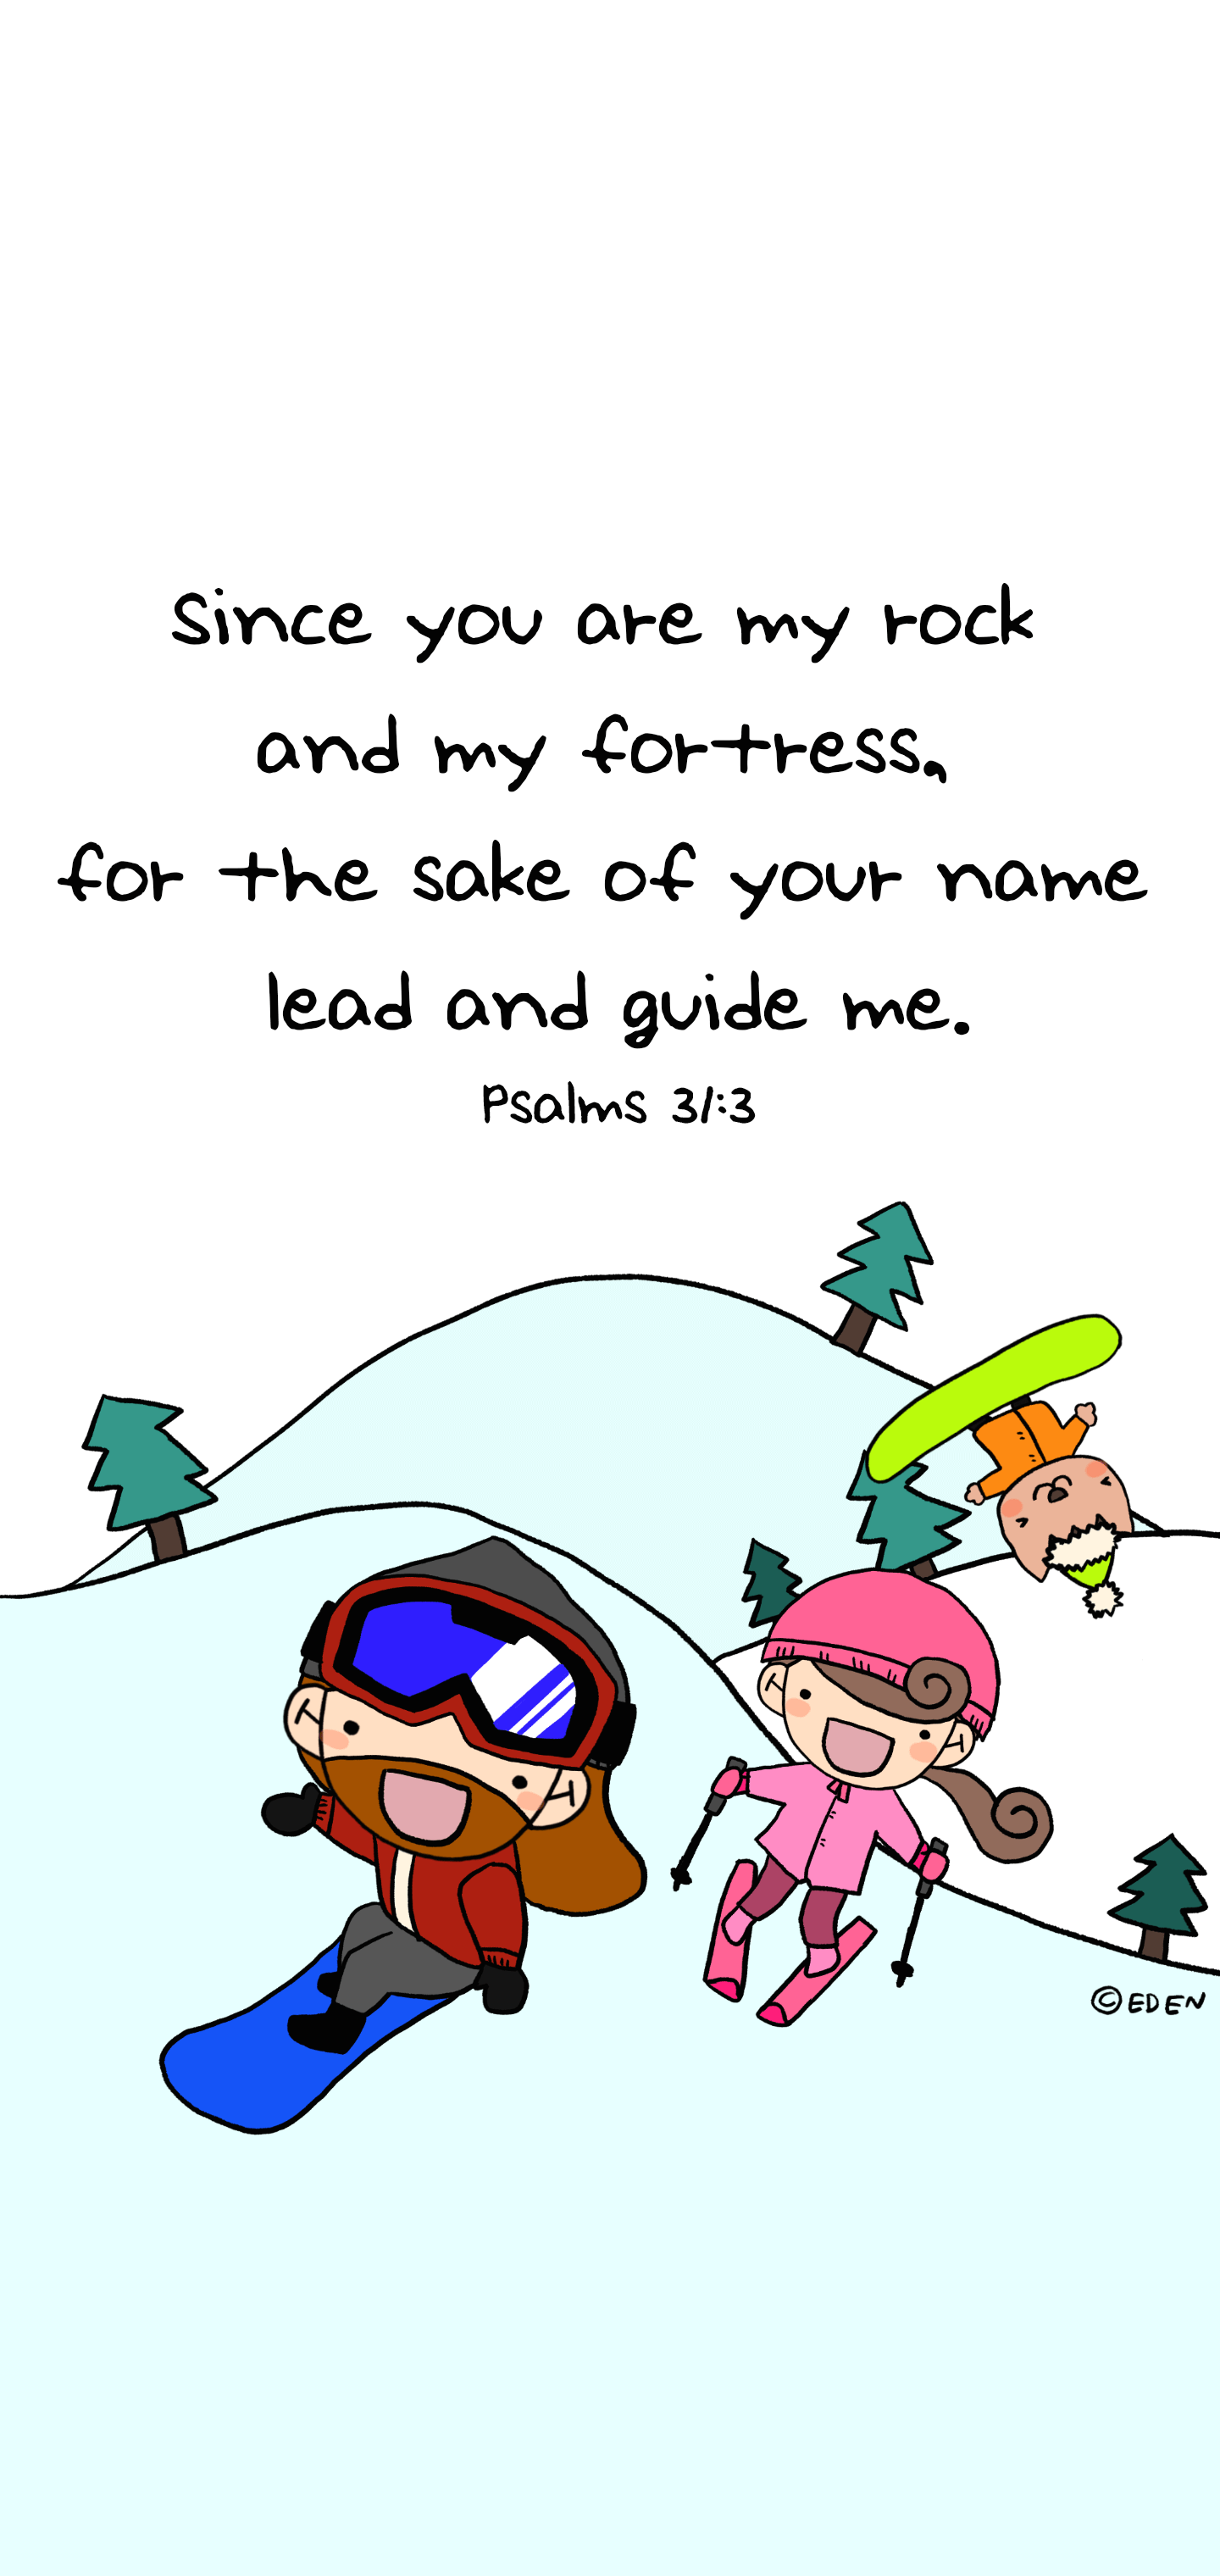 Since you are my rock
and my fortress,
for the sake of your name
lead and guide me.
Psalms 31:3
©EDEN